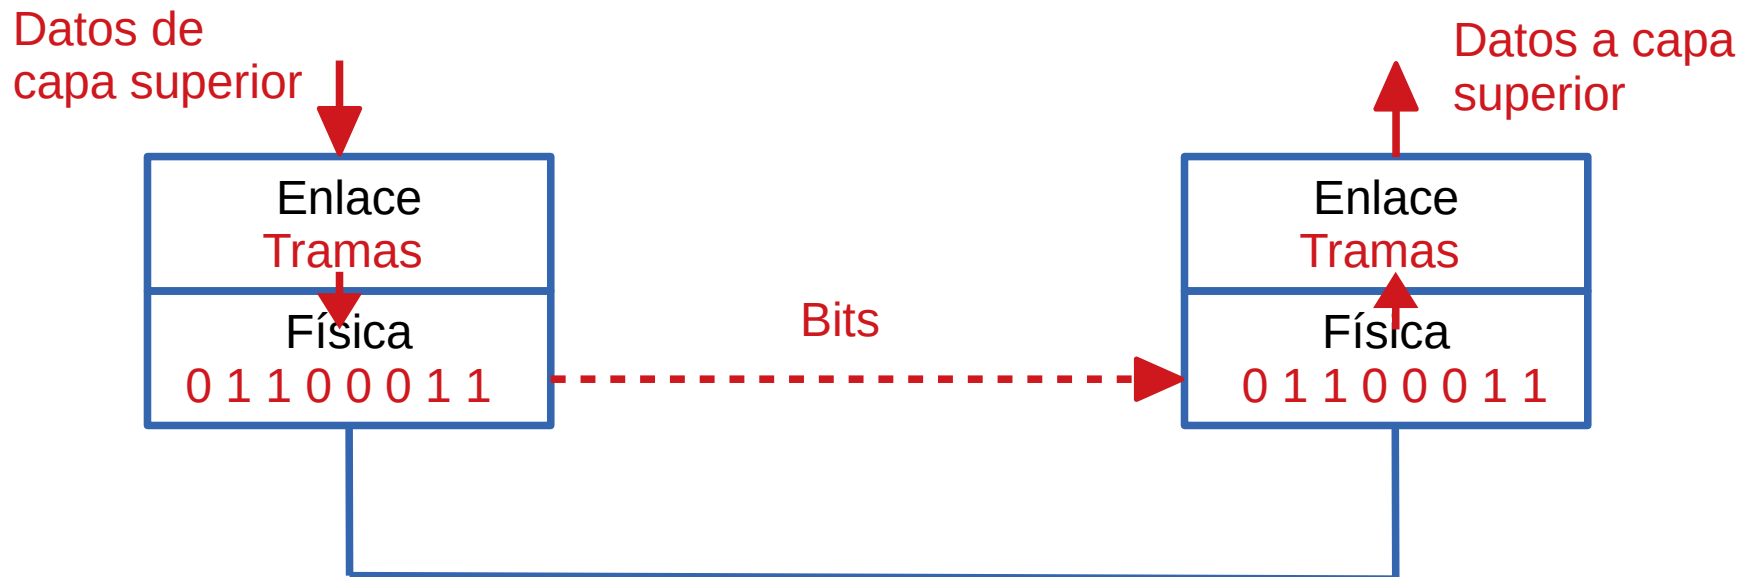 Datos de
capa superior
Datos a capa
superior
Enlace
Tramas
Física
0 1 1 0 0 0 1 1
Bits
Enlace
Tramas
Física
0 1 1 0 0 0 1 1